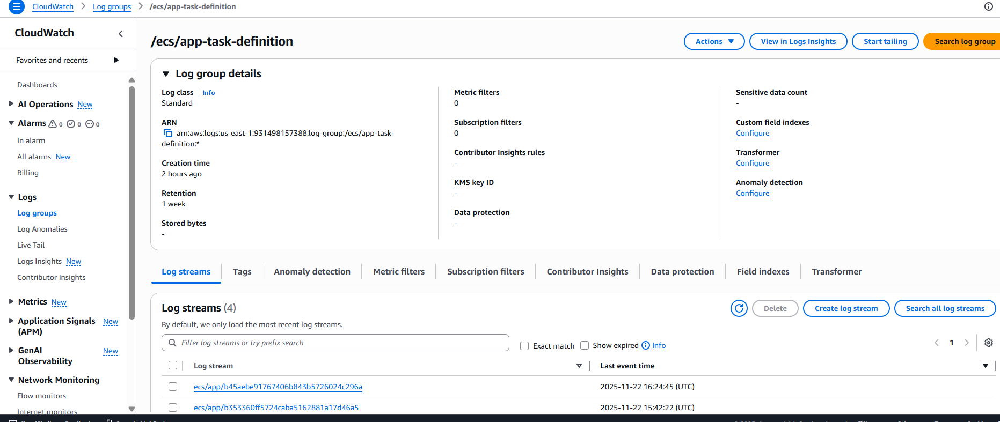 CloudWatch > Log groups > /ecs/app-task-definition
CloudWatch
Favorites and recents
Dashboards
AI Operations New
Alarms 0 0 0
In alarm
All alarms New
Billing
Logs
Log groups
Log Anomalies
Live Tail
Logs Insights New
Contributor Insights
Metrics New
Application Signals New
(APM)
GenAI New
Observability
Network Monitoring
Flow monitors
Internet monitors
/ecs/app-task-definition
Actions View in Logs Insights Start tailing Search log group
Log group details
Log class Info
Standard
ARN
arn:aws:logs:us-east-1:931498157388:log-group:/ecs/app-task-
definition:*
Creation time
2 hours ago
Retention
1 week
Stored bytes
-
Metric filters
0
Subscription filters
0
Contributor Insights rules
-
KMS key ID
-
Data protection
-
Sensitive data count
-
Custom field indexes
Configure
Transformer
Configure
Anomaly detection
Configure
Log streams Tags Anomaly detection Metric filters Subscription filters Contributor Insights Data protection Field indexes Transformer
Log streams (4)
Delete Create log stream Search all log streams
By default, we only load the most recent log streams.
Filter log streams or try prefix search
Exact match Show expired Info
1
Log stream Last event time
ecs/app/b45aebe91767406b843b5726024c296a 2025-11-22 16:24:45 (UTC)
ecs/app/b353360ff5724caba5162881a17d46a5 2025-11-22 15:42:22 (UTC)